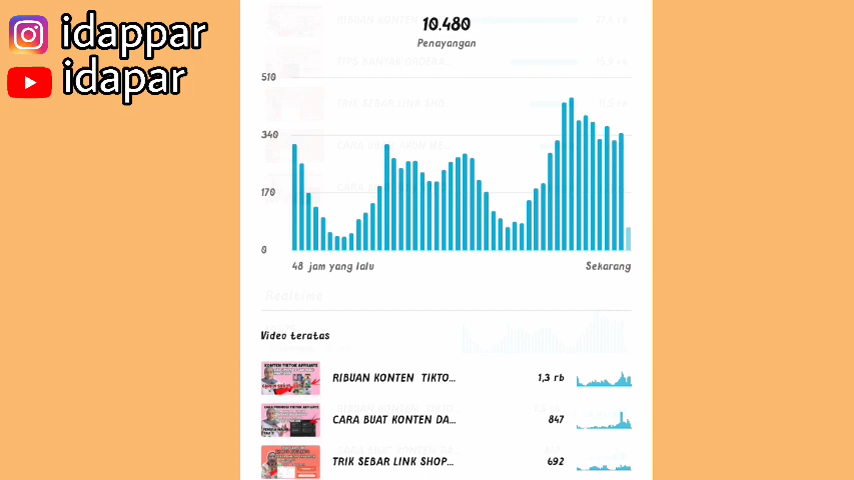 idappar
idapar
10.480
Penayangan
510
340
170
0
48 jam yang lalu
Sekarang
Realtime
Video teratas
RIBUAN KONTEN TIKTO...
1,3 rb
CARA BUAT KONTEN DA...
847
TRIK SEBAR LINK SHOP...
692